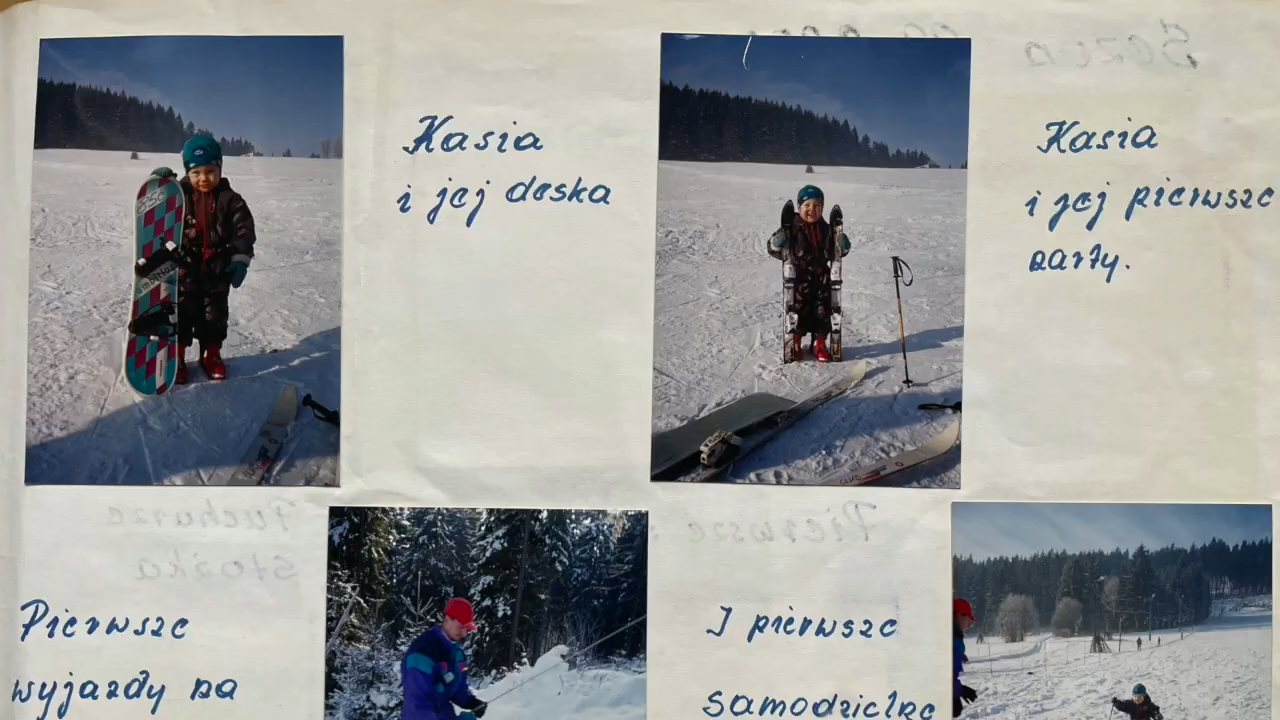 Kasia
i jej deska
Kasia
i jej pierwsze
narty.
Pierwsze
wyjazdy na
I pierwsze
samodzielne